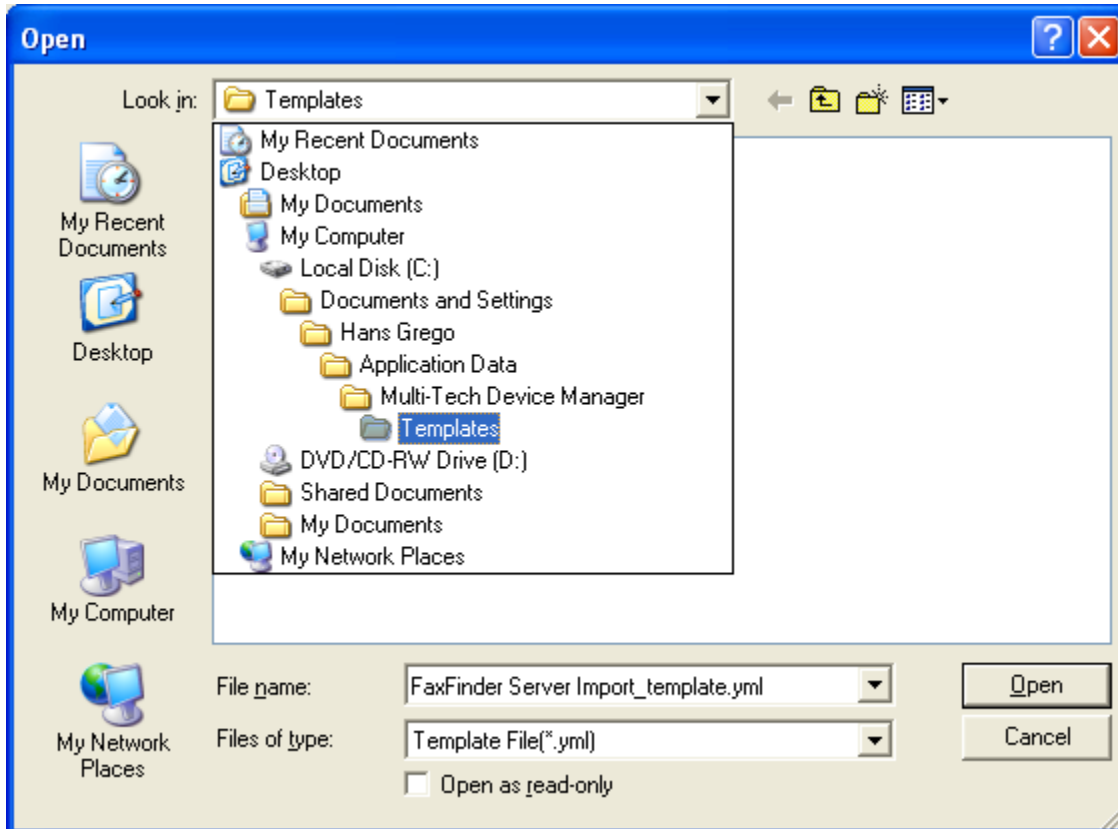 Open
Look in:
Templates
My Recent Documents
Desktop
My Documents
My Computer
Local Disk (C:)
Documents and Settings
Hans Grego
Application Data
Multi-Tech Device Manager
Templates
DVD/CD-RW Drive (D:)
Shared Documents
My Documents
My Network Places
My Recent
Documents
Desktop
My Documents
My Computer
My Network
Places
File name:
FaxFinder Server Import_template.yml
Open
Files of type:
Template File(*.yml)
Cancel
Open as read-only